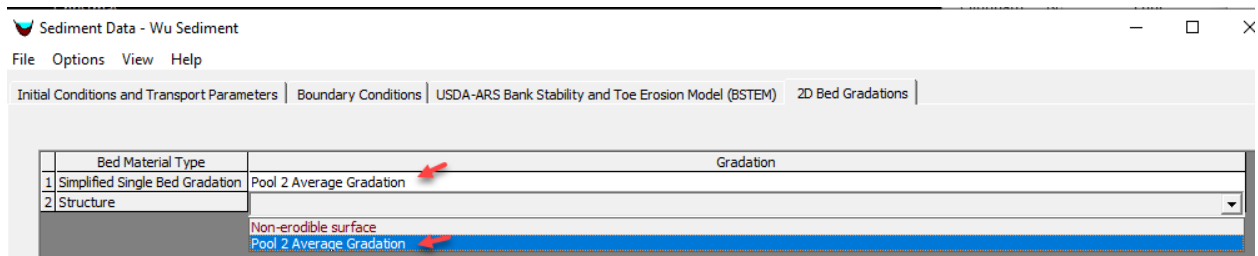 Sediment Data - Wu Sediment
File Options View Help
Initial Conditions and Transport Parameters Boundary Conditions USDA-ARS Bank Stability and Toe Erosion Model (BSTEM) 2D Bed Gradations
Bed Material Type Gradation
1 Simplified Single Bed Gradation Pool 2 Average Gradation
2 Structure
Non-erodible surface
Pool 2 Average Gradation